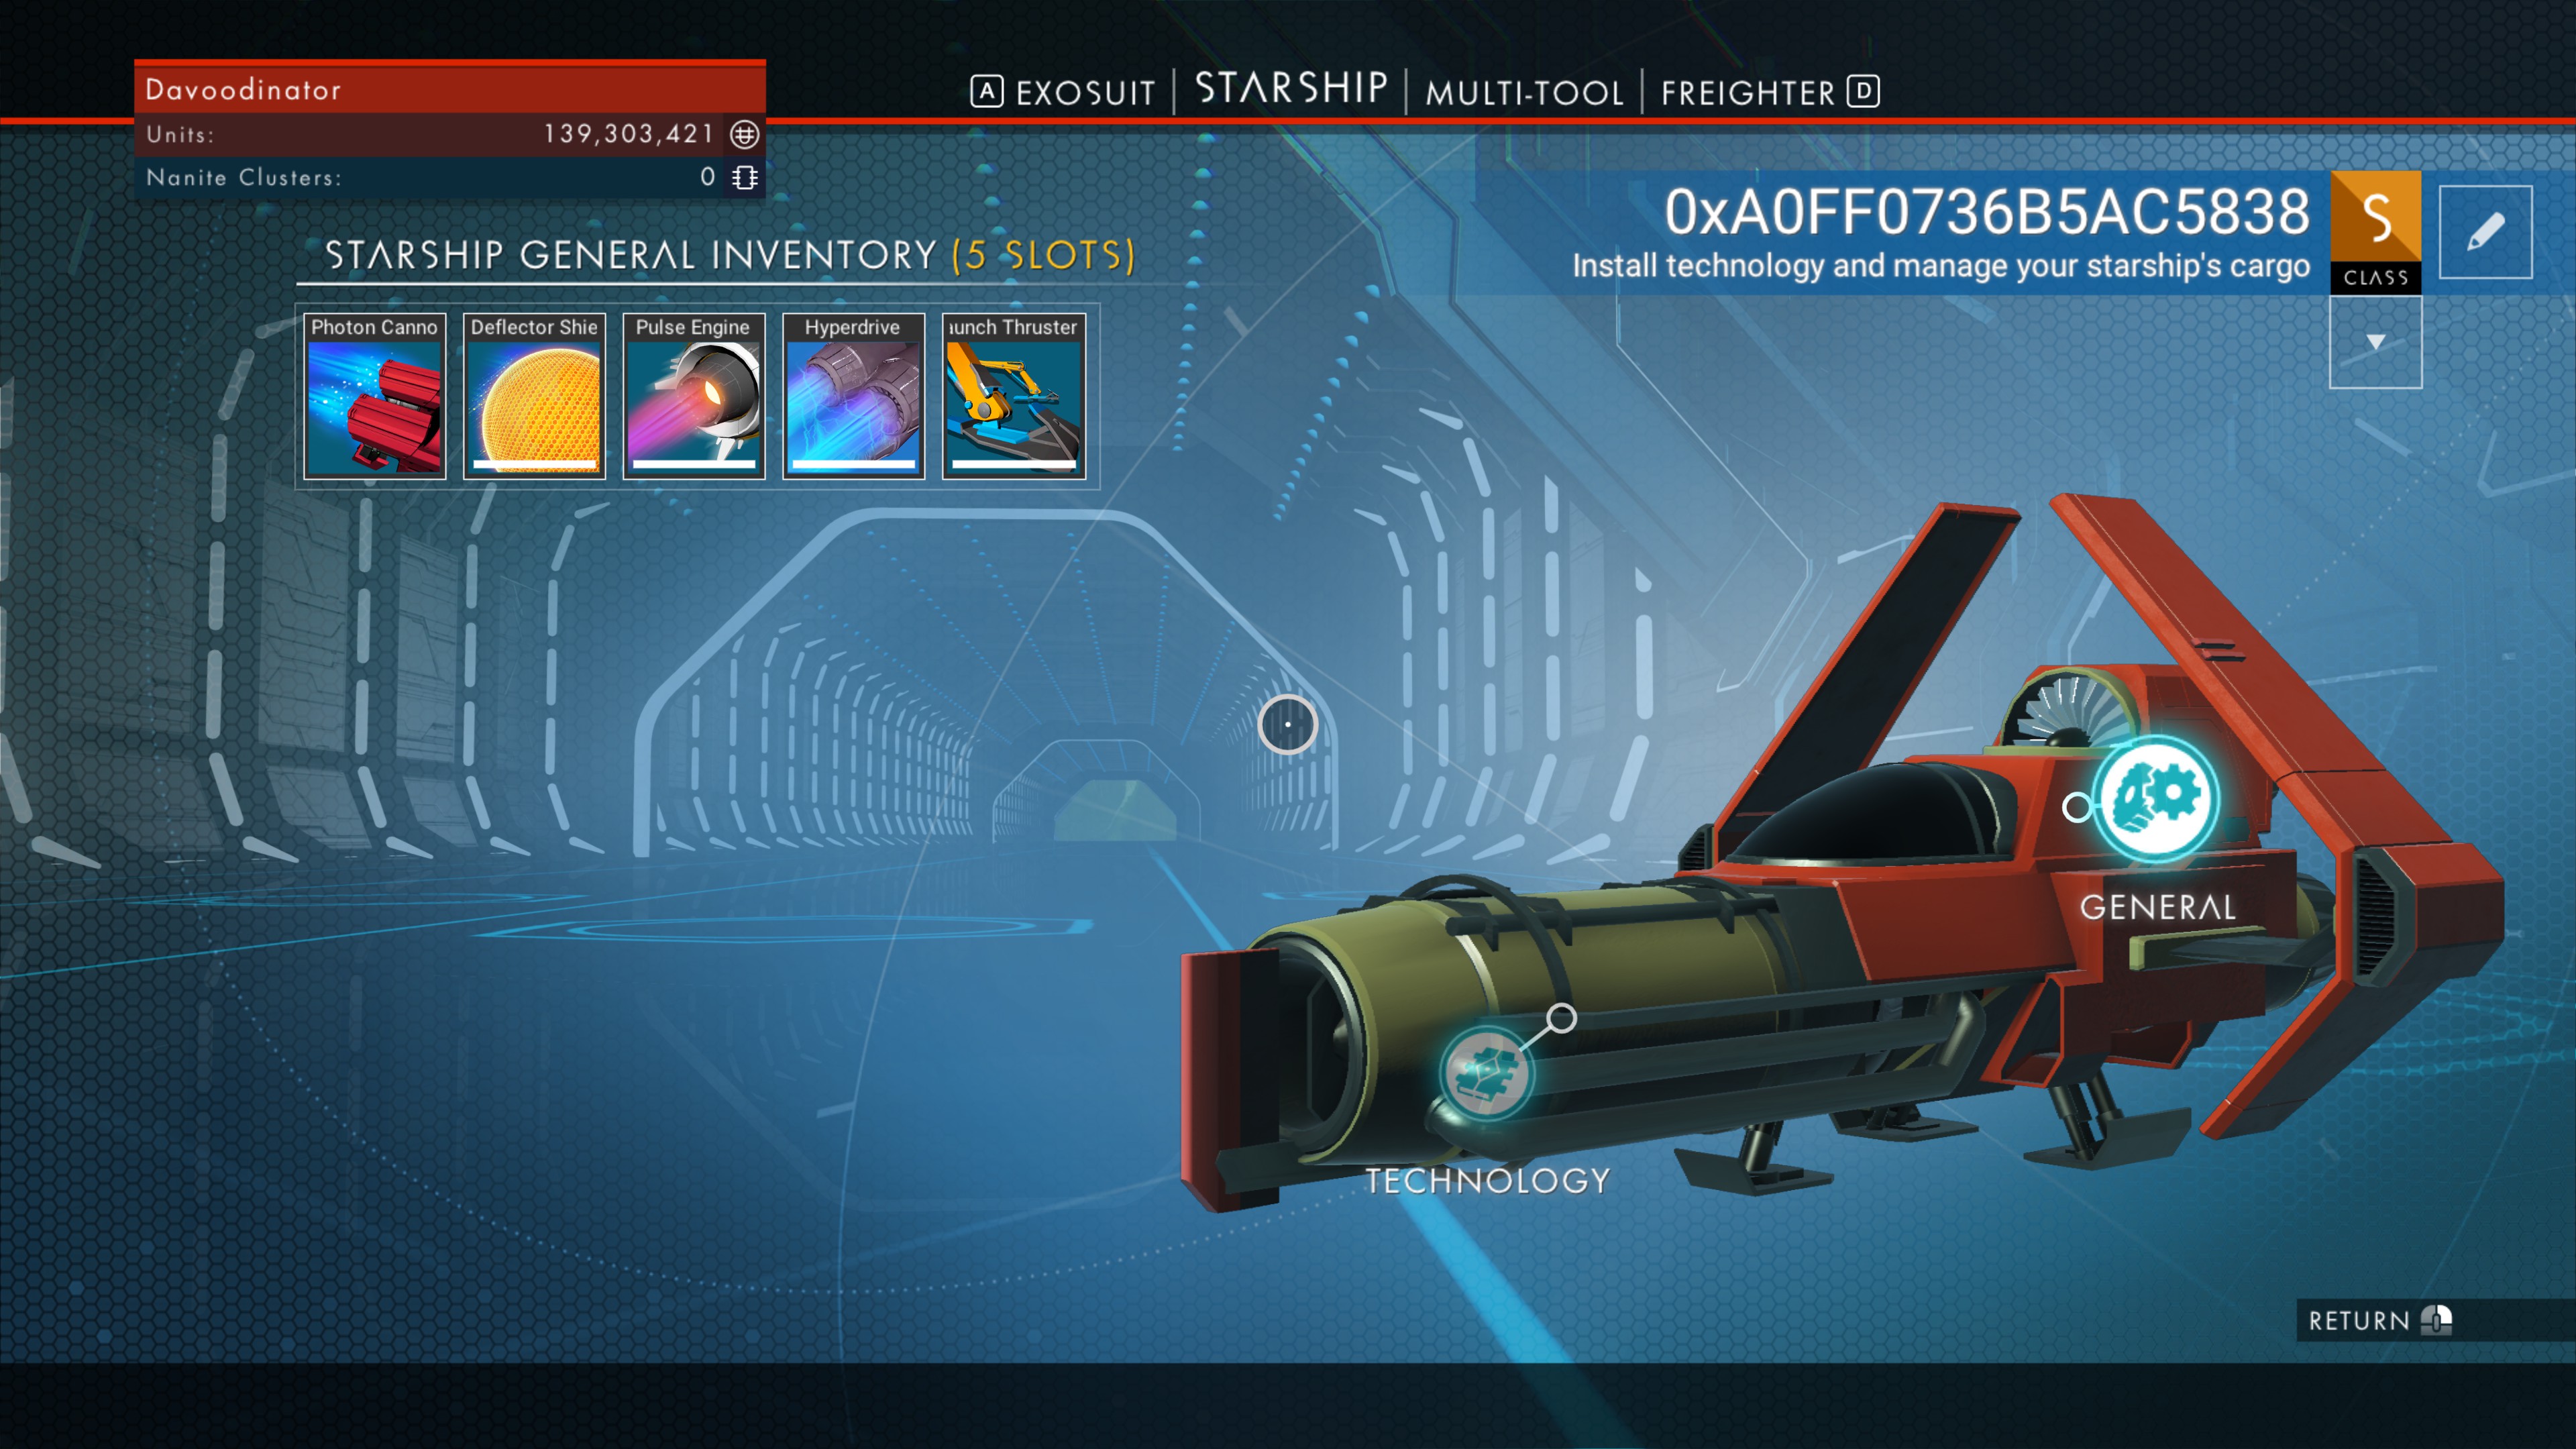 Davoodinator
Units: 139,303,421
Nanite Clusters: 0
A EXOSUIT STARSHIP MULTI-TOOL FREIGHTER D
0xA0FF0736B5AC5838
Install technology and manage your starship's cargo
S
CLASS
STARSHIP GENERAL INVENTORY (5 SLOTS)
Photon Canno Deflector Shie Pulse Engine Hyperdrive aunch Thruster
GENERAL
TECHNOLOGY
RETURN